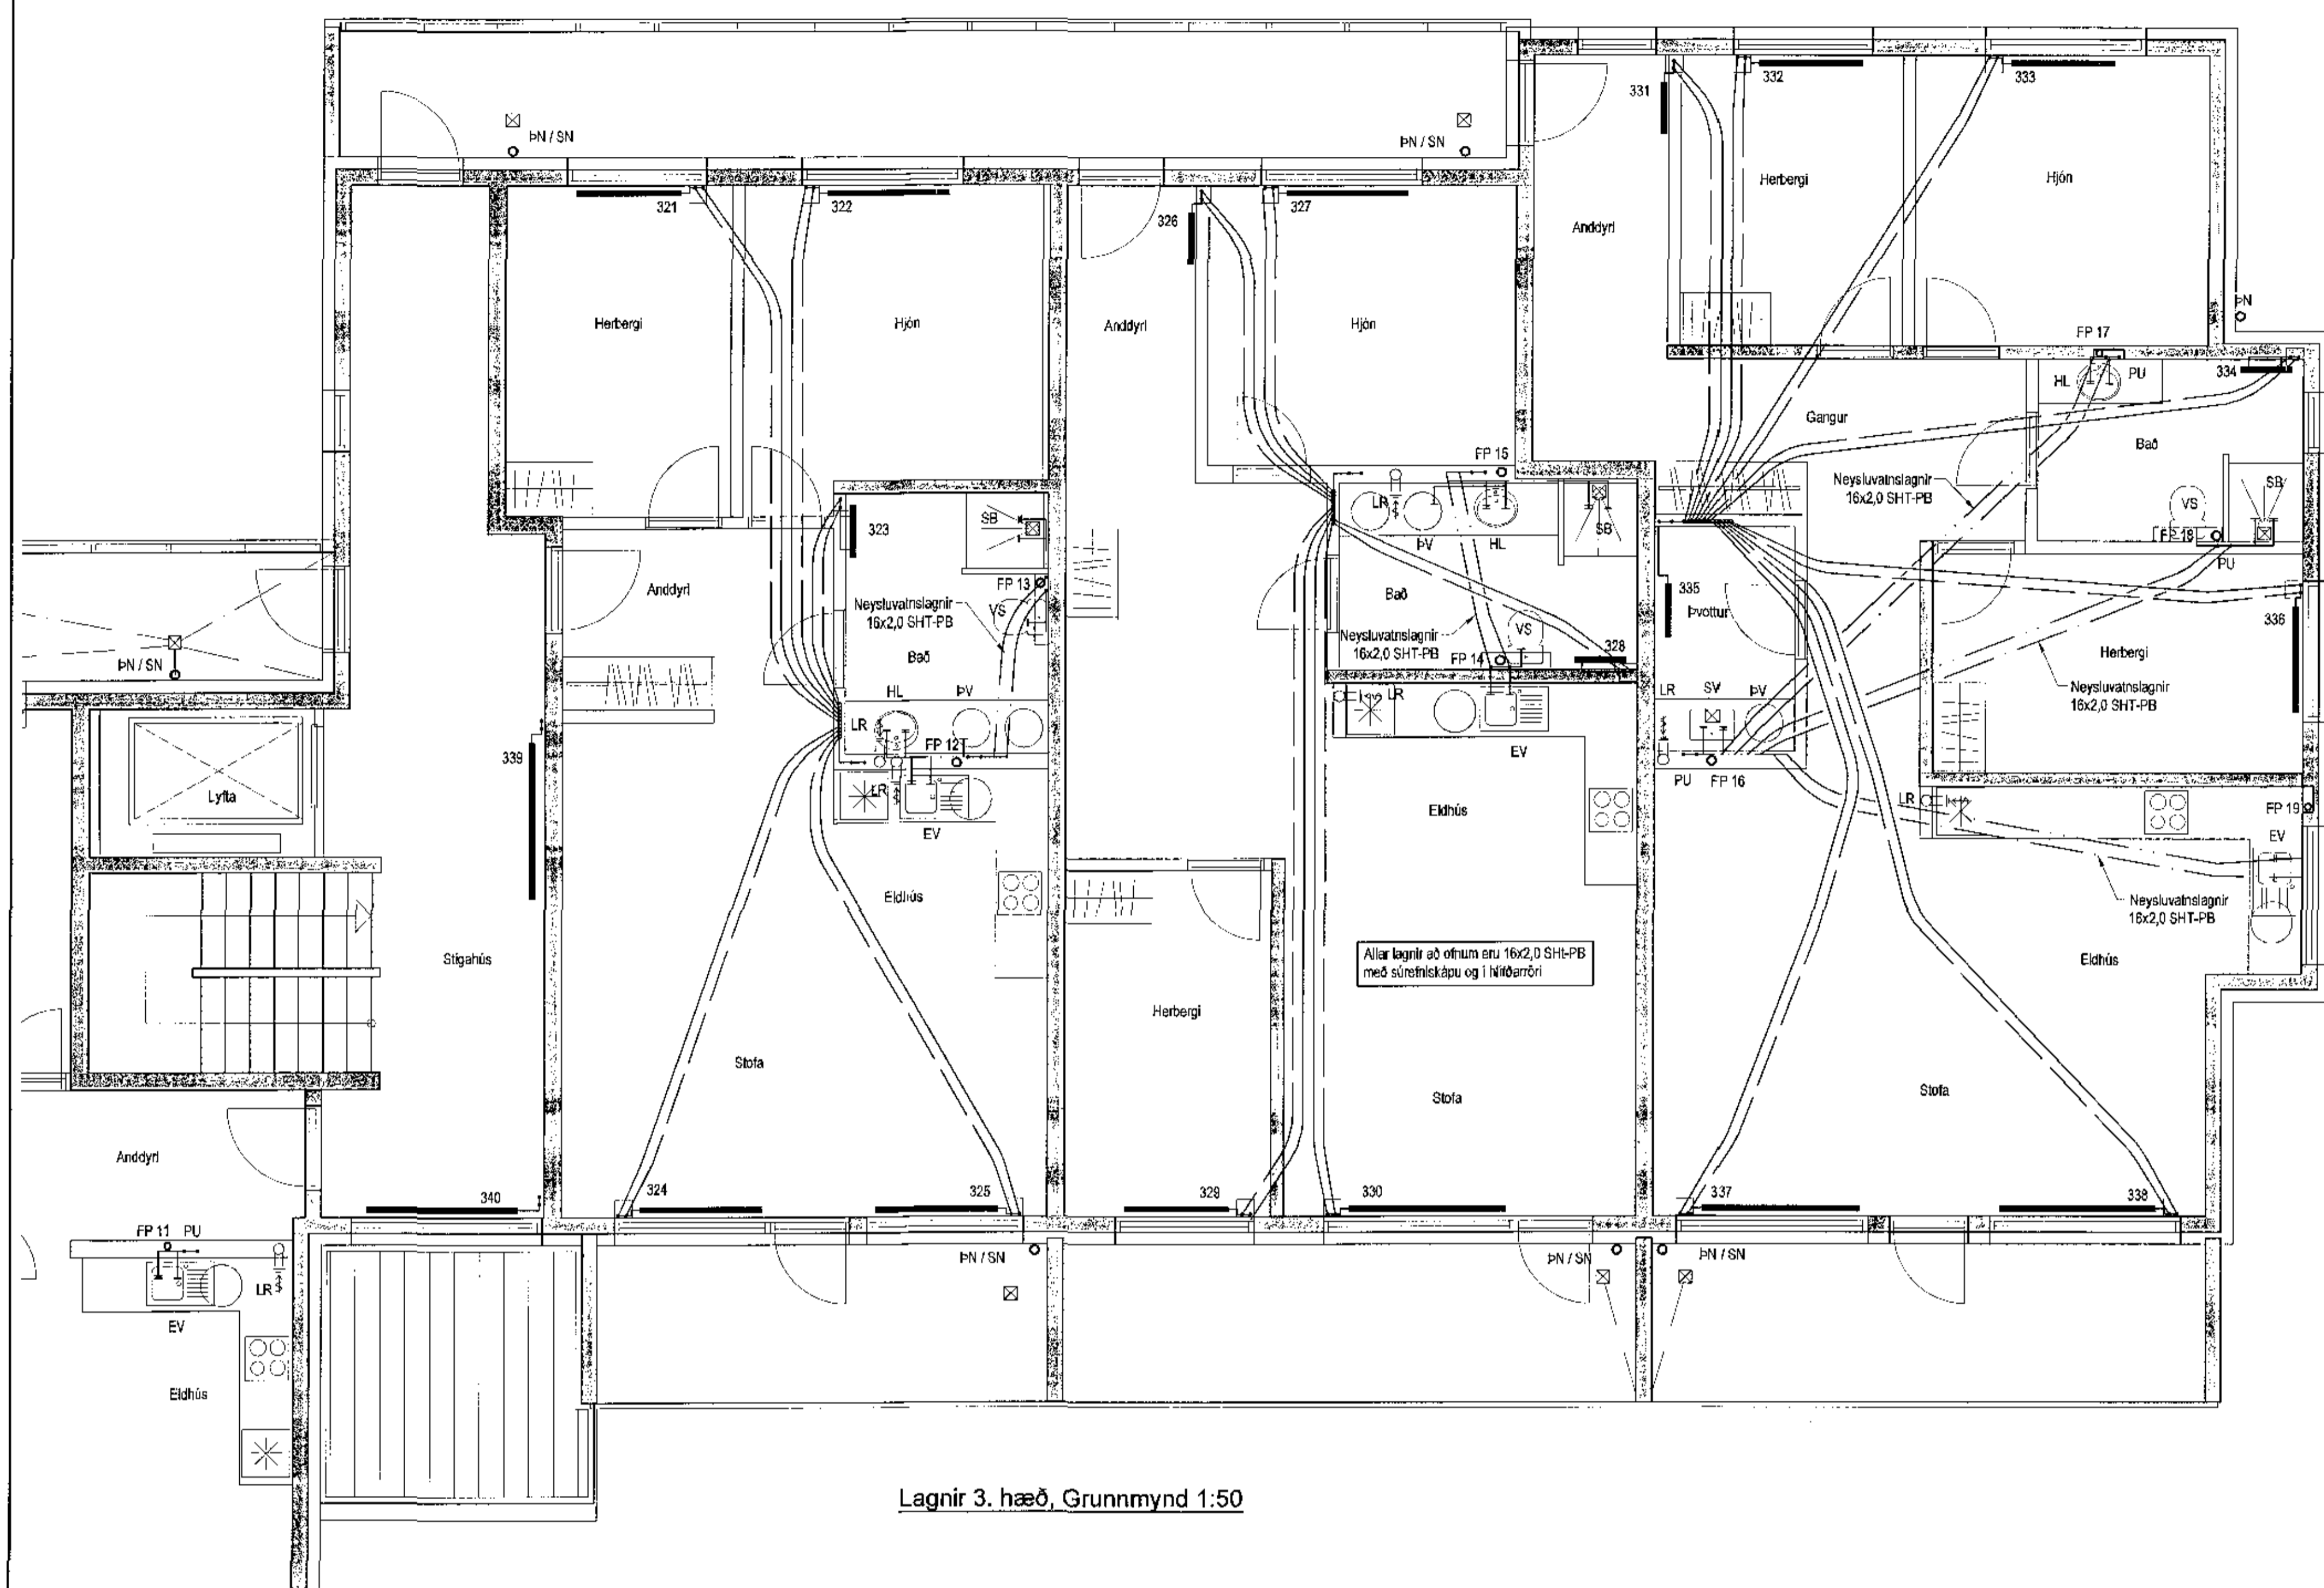 331
332
333
ÞN / SN
ÞN / SN
321
322
326
327
Herbergi
Hjón
Anddyri
Herbergi
Hjón
Anddyri
Hjón
ÞN
FP 17
HL
PU
334
Gangur
Bað
FP 15
Neysluvatnslagnir
16x2,0 SHT-PB
SB
VS
LR
ÞV
HL
SB
323
SB
FP 18
PU
FP 13
Anddyri
Neysluvatnslagnir
16x2,0 SHT-PB
VS
Bað
Bað
335
Þvottur
336
Neysluvatnslagnir
16x2,0 SHT-PB
VS
FP 14
328
Herbergi
ÞN / SN
HL
ÞV
LR
LR
SV
ÞV
Neysluvatnslagnir
16x2,0 SHT-PB
LR
FP 12
EV
339
PU
FP 16
Lyfta
LR
EV
LR
FP 19
EV
Eldhús
Eldhús
Neysluvatnslagnir
16x2,0 SHT-PB
Stigahús
Allar lagnir að ofnum eru 16x2,0 SHt-PB
með súrefniskápu og í hlífðarröri
Eldhús
Herbergi
Stofa
Stofa
Stofa
Anddyri
340
324
325
329
330
337
338
FP 11
PU
ÞN / SN
ÞN / SN
ÞN / SN
LR
EV
Eldhús
Lagnir 3. hæð, Grunnmynd 1:50